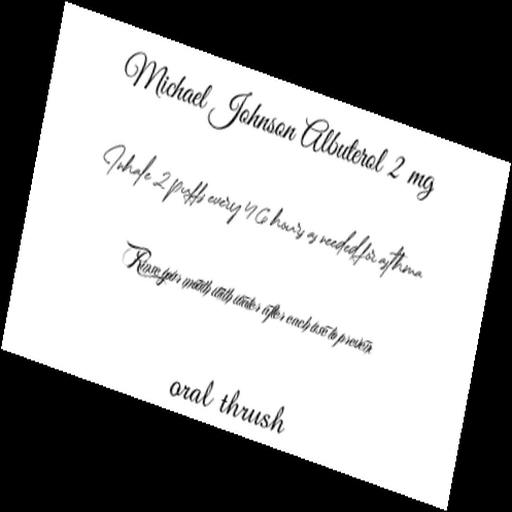 Michael Johnson Albuterol 2 mg
Inhale 2 puffs every 4 6 hours as needed for asthma
Rinse your mouth with water after each use to prevent
oral thrush